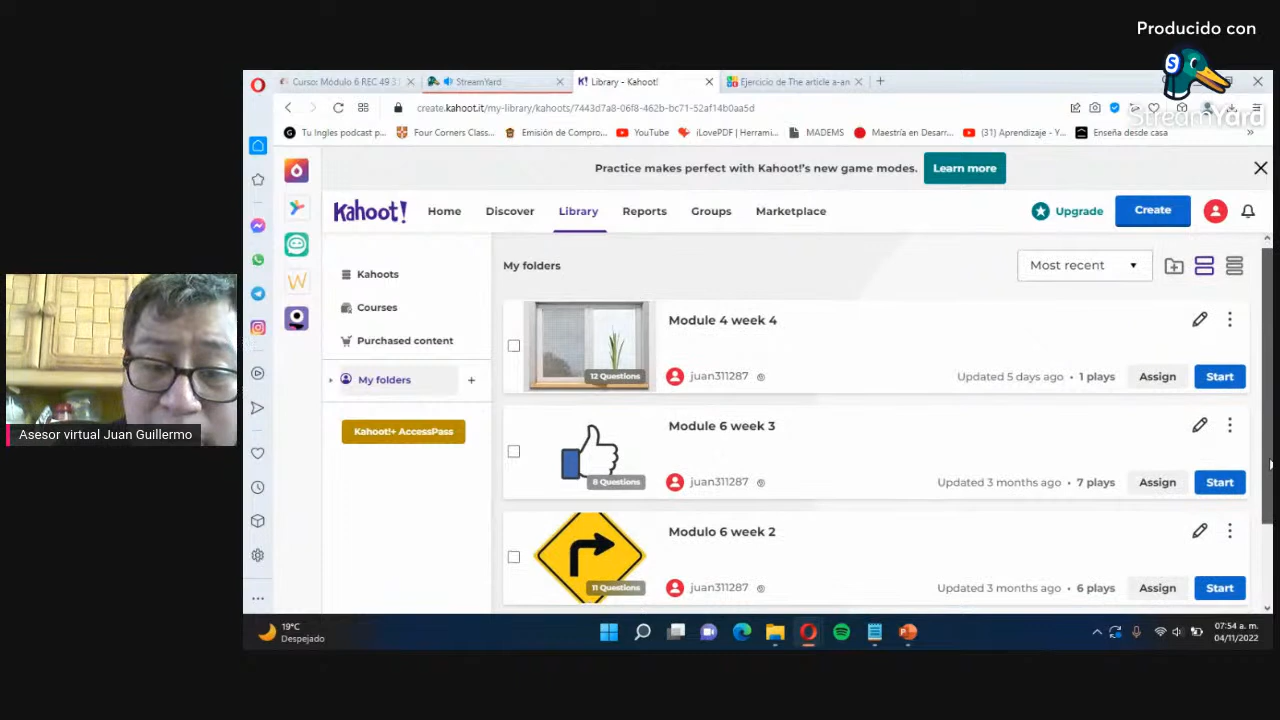 Producido con
StreamYard
Curso: Módulo 6 REC 49 3
StreamYard
Library - Kahoot!
Ejercicio de The article a-an
create.kahoot.it/my-library/kahoots/7443d7a8-06f8-462b-bc71-52af14b0aa5d
Tu Ingles podcast p...
Four Corners Class...
Emisión de Compro...
YouTube
iLovePDF | Herrami...
MADEMS
Maestría en Desarr...
(31) Aprendizaje - Y...
Enseña desde casa
Practice makes perfect with Kahoot!'s new game modes.
Learn more
Kahoot!
Home
Discover
Library
Reports
Groups
Marketplace
Upgrade
Create
Kahoots
Courses
Purchased content
My folders
Kahoot!+ AccessPass
My folders
Most recent
Module 4 week 4
12 Questions
juan311287
Updated 5 days ago • 1 plays
Assign
Start
Module 6 week 3
8 Questions
juan311287
Updated 3 months ago • 7 plays
Assign
Start
Modulo 6 week 2
11 Questions
juan311287
Updated 3 months ago • 6 plays
Assign
Start
Asesor virtual Juan Guillermo
19°C
Despejado
07:54 a. m.
04/11/2022